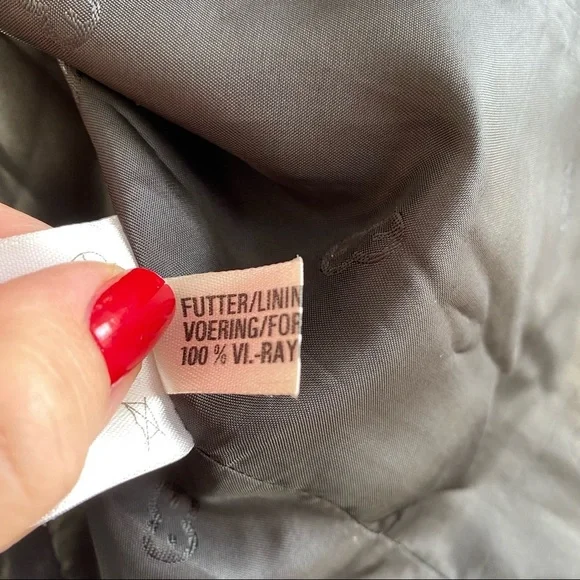 FUTTER/LININ
VOERING/FOR
100 % VI.-RAY